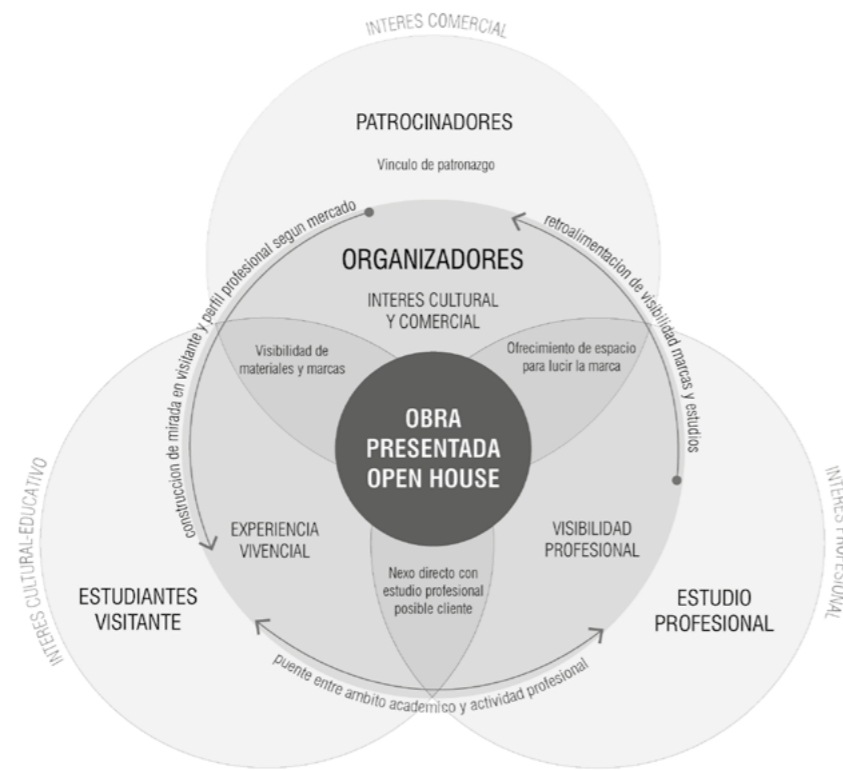 INTERES COMERCIAL
PATROCINADORES
Vinculo de patronazgo
construccion de mirada en visitante y perfil profesional segun mercado
retroalimentacion de visibilidad marcas y estudios
ORGANIZADORES
INTERES CULTURAL
Y COMERCIAL
Visibilidad de
materiales y marcas
Ofrecimiento de espacio
para lucir la marca
OBRA
PRESENTADA
OPEN HOUSE
INTERES CULTURAL-EDUCATIVO
INTERES PROFESIONAL
EXPERIENCIA
VIVENCIAL
VISIBILIDAD
PROFESIONAL
Nexo directo con
estudio profesional
posible cliente
ESTUDIANTES
VISITANTE
ESTUDIO
PROFESIONAL
puente entre ambito academico y actividad profesional